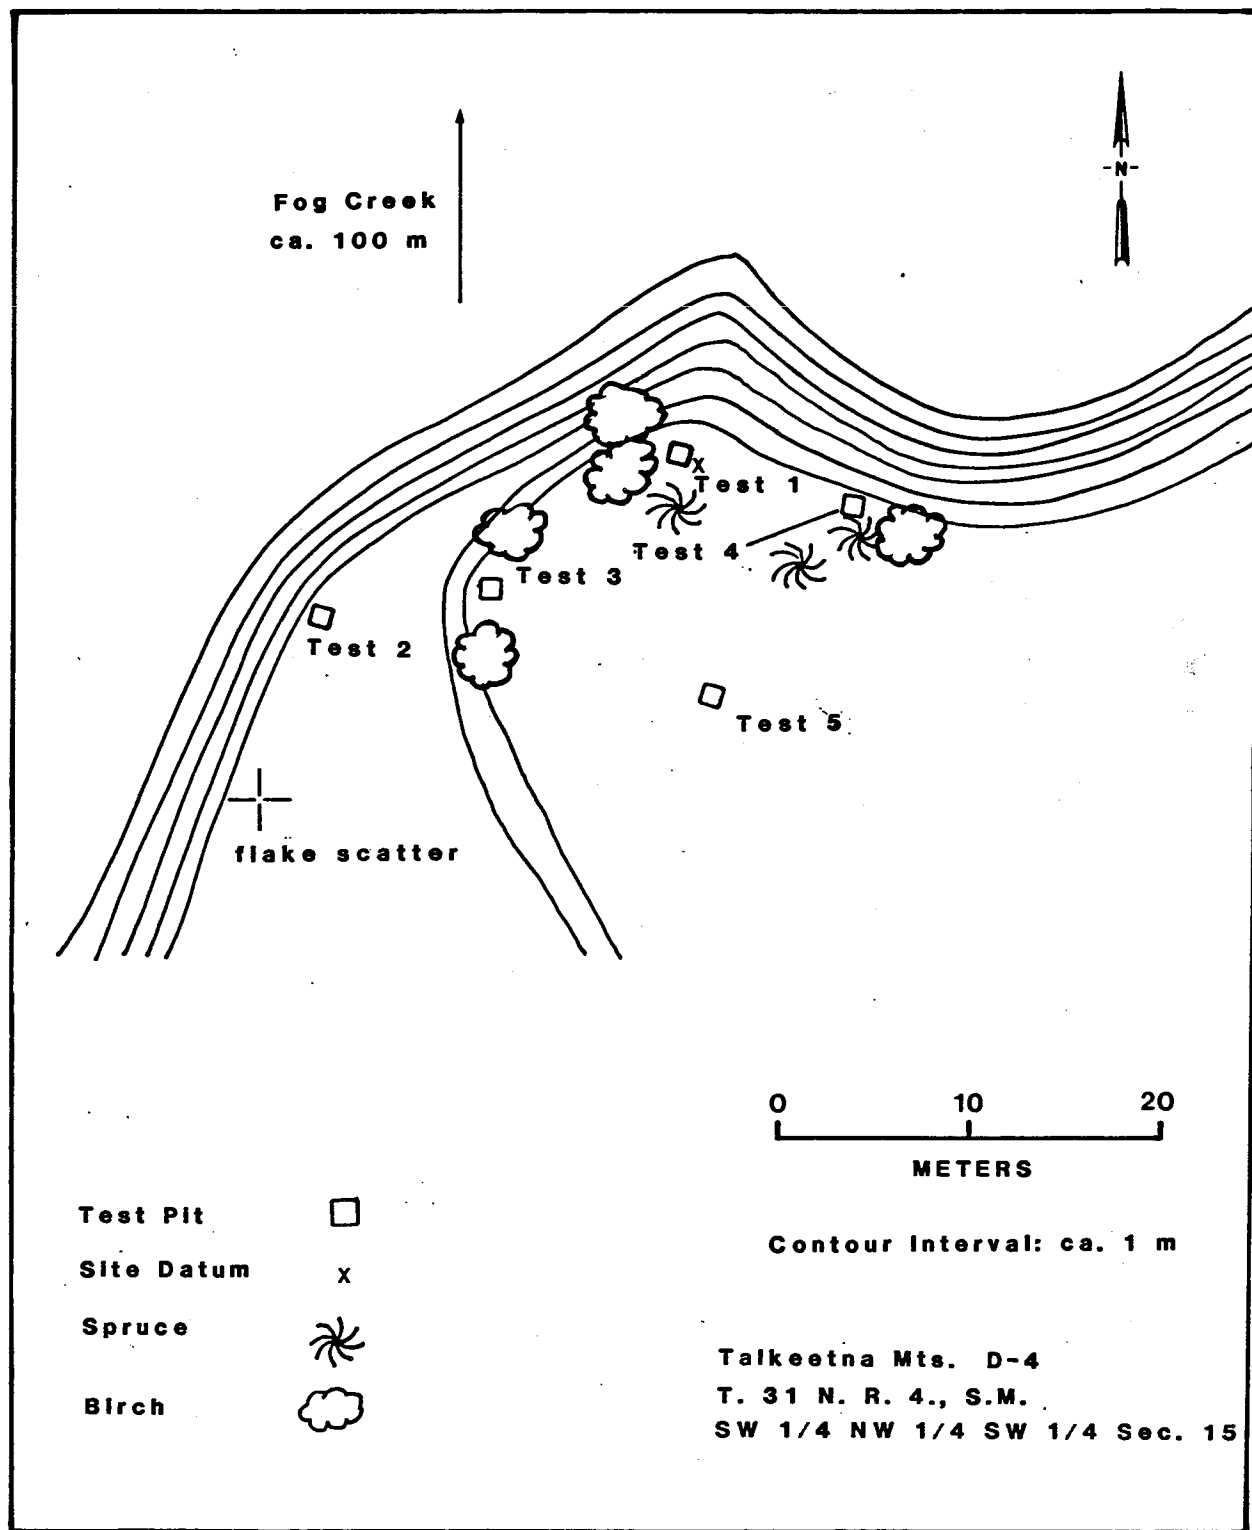 Fog Creek
ca. 100 m
-N-
x
Test 1
Test 4
Test 3
Test 2
Test 5
flake scatter
0 10 20
METERS
Test Pit
Site Datum x
Spruce
Birch
Contour Interval: ca. 1 m
Talkeetna Mts. D-4
T. 31 N. R. 4., S.M.
SW 1/4 NW 1/4 SW 1/4 Sec. 15